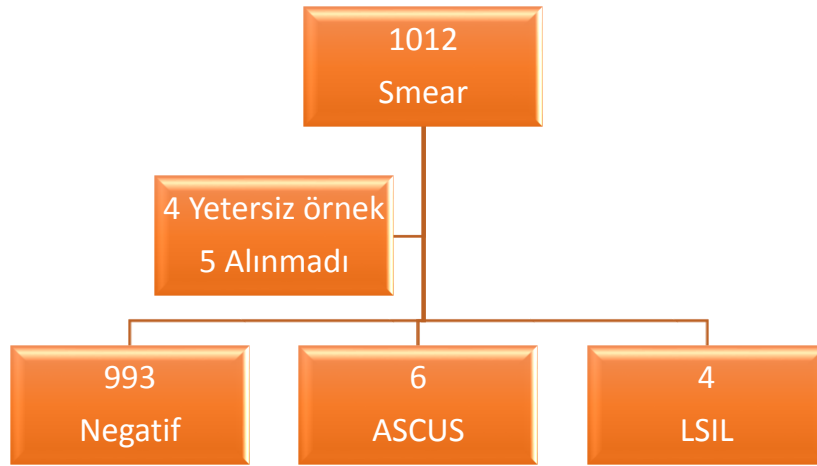 1012
Smear
4 Yetersiz örnek
5 Alınmadı
993
Negatif
6
ASCUS
4
LSIL